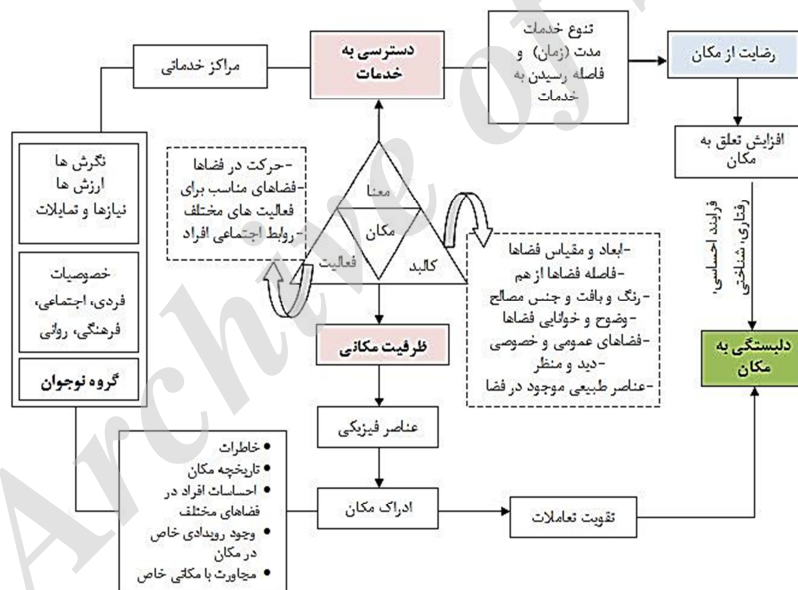 تنوع خدمات
مدت (زمان) و
فاصله رسیدن به
خدمات
دسترسی به
خدمات
مراکز خدماتی
رضایت از مکان
افزایش تعلق به
مکان
فرایند احساسی،
رفتاری، شناختی
دلبستگی به
مکان
نگرش ها
ارزش ها
نیازها و تمایلات
خصوصیات
فردی، اجتماعی،
فرهنگی، روانی
گروه نوجوان
-حرکت در فضاها
-فضاهای مناسب برای
فعالیت های مختلف
-روابط اجتماعی افراد
معنا
مکان
فعالیت
کالبد
-ابعاد و مقیاس فضاها
-فاصله فضاها از هم
-رنگ و بافت و جنس مصالح
-وضوح و خوانایی فضاها
-فضاهای عمومی و خصوصی
-دید و منظر
-عناصر طبیعی موجود در فضا
ظرفیت مکانی
عناصر فیزیکی
ادراک مکان
تقویت تعاملات
• خاطرات
• تاریخچه مکان
• احساسات افراد در
فضاهای مختلف
• وجود رویدادی خاص
در مکان
• مجاورت با مکانی خاص
Archive of